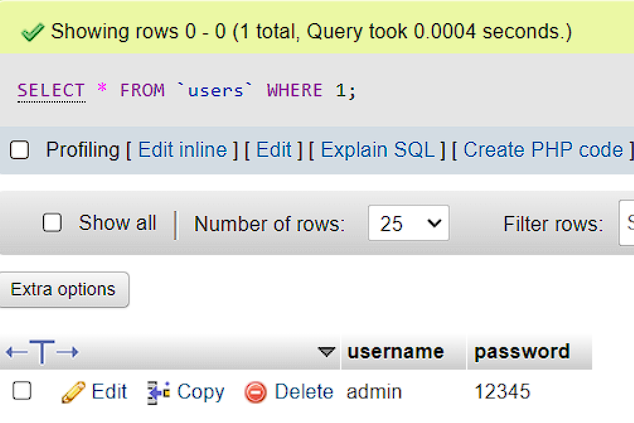 Showing rows 0 - 0 (1 total, Query took 0.0004 seconds.)
SELECT * FROM `users` WHERE 1;
Profiling [ Edit inline ] [ Edit ] [ Explain SQL ] [ Create PHP code ]
Show all | Number of rows: 25 Filter rows: S
Extra options
←T→ username password
Edit Copy Delete admin 12345